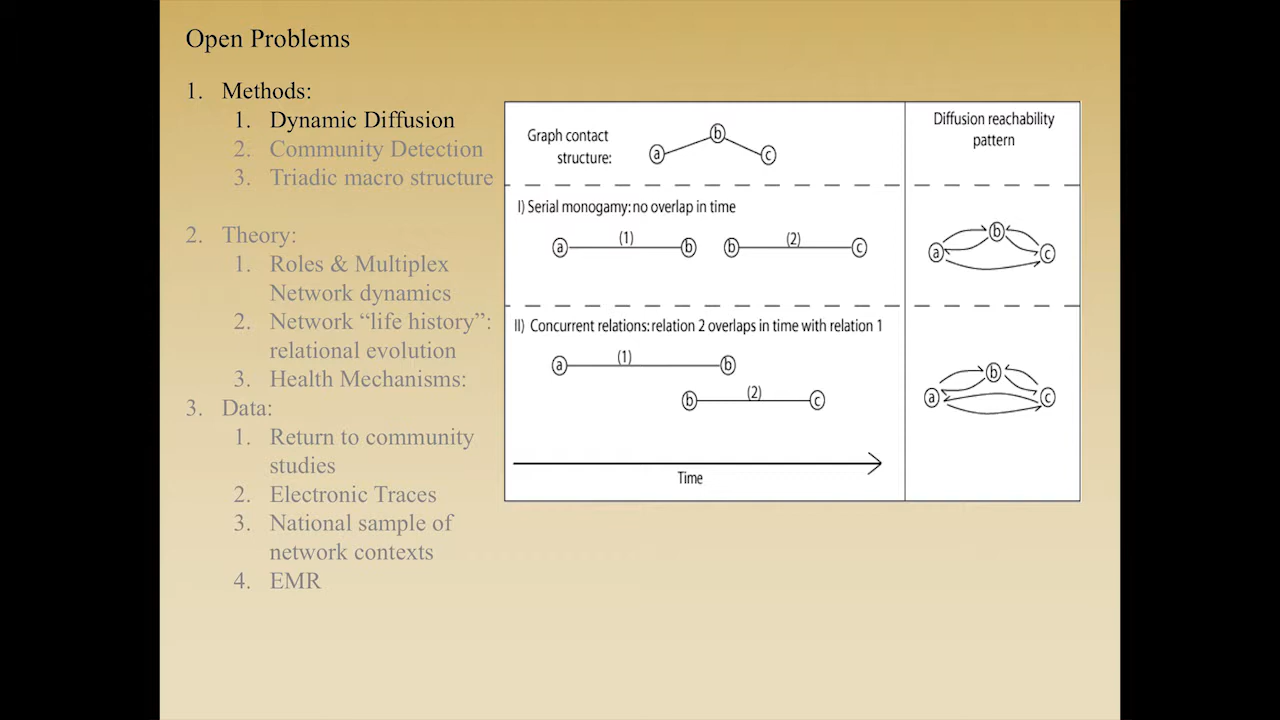 Open Problems
1. Methods:
1. Dynamic Diffusion
2. Community Detection
3. Triadic macro structure
2. Theory:
1. Roles & Multiplex
Network dynamics
2. Network “life history”:
relational evolution
3. Health Mechanisms:
3. Data:
1. Return to community
studies
2. Electronic Traces
3. National sample of
network contexts
4. EMR
Graph contact
structure:
a b c
Diffusion reachability
pattern
I) Serial monogamy: no overlap in time
a (1) b b (2) c
a b c
II) Concurrent relations: relation 2 overlaps in time with relation 1
a (1) b
b (2) c
a b c
Time